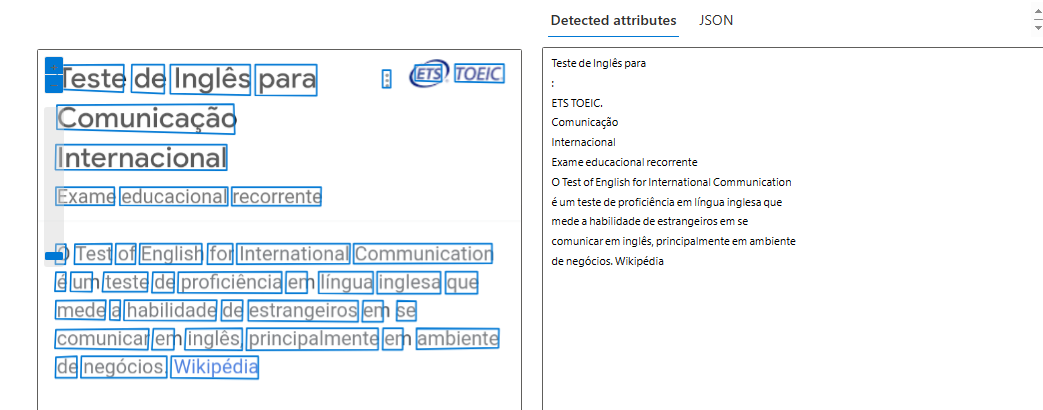 Detected attributes
JSON
Teste de Inglês para
ETS TOEIC
Comunicação
Internacional
Exame educacional recorrente
O Test of English for International Communication
é um teste de proficiência em língua inglesa que
mede a habilidade de estrangeiros em se
comunicar em inglês, principalmente em ambiente
de negócios. Wikipédia
Teste de Inglês para
:
ETS TOEIC.
Comunicação
Internacional
Exame educacional recorrente
O Test of English for International Communication
é um teste de proficiência em língua inglesa que
mede a habilidade de estrangeiros em se
comunicar em inglês, principalmente em ambiente
de negócios. Wikipédia